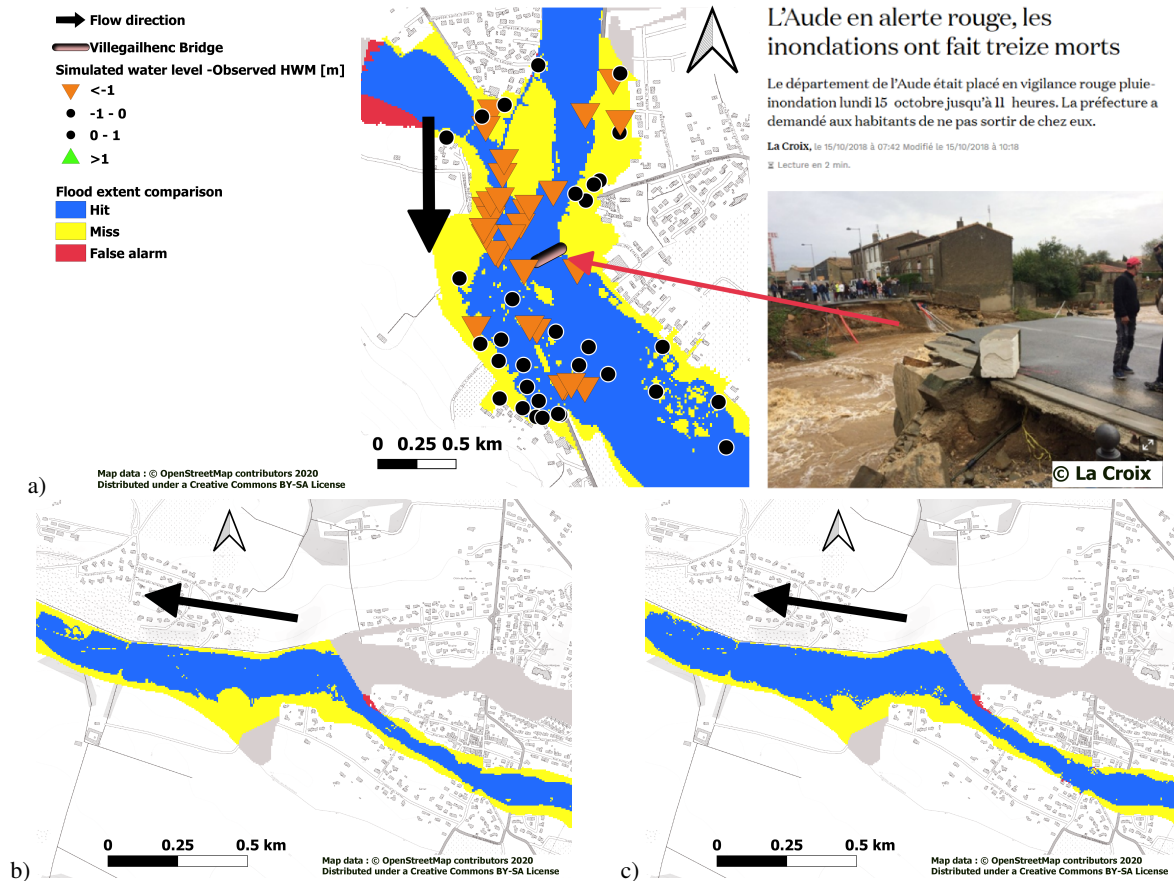 Flow direction
Villegailhenc Bridge
Simulated water level -Observed HWM [m]
<-1
-1 - 0
0 - 1
>1
Flood extent comparison
Hit
Miss
False alarm
0 0.25 0.5 km
Map data : © OpenStreetMap contributors 2020
Distributed under a Creative Commons BY-SA License
a)
L’Aude en alerte rouge, les
inondations ont fait treize morts
Le département de l’Aude était placé en vigilance rouge pluie-
inondation lundi 15 octobre jusqu’à 11 heures. La préfecture a
demandé aux habitants de ne pas sortir de chez eux.
La Croix, le 15/10/2018 à 07:42 Modifié le 15/10/2018 à 10:18
Lecture en 2 min.
© La Croix
0 0.25 0.5 km
Map data : © OpenStreetMap contributors 2020
Distributed under a Creative Commons BY-SA License
b)
0 0.25 0.5 km
Map data : © OpenStreetMap contributors 2020
Distributed under a Creative Commons BY-SA License
c)